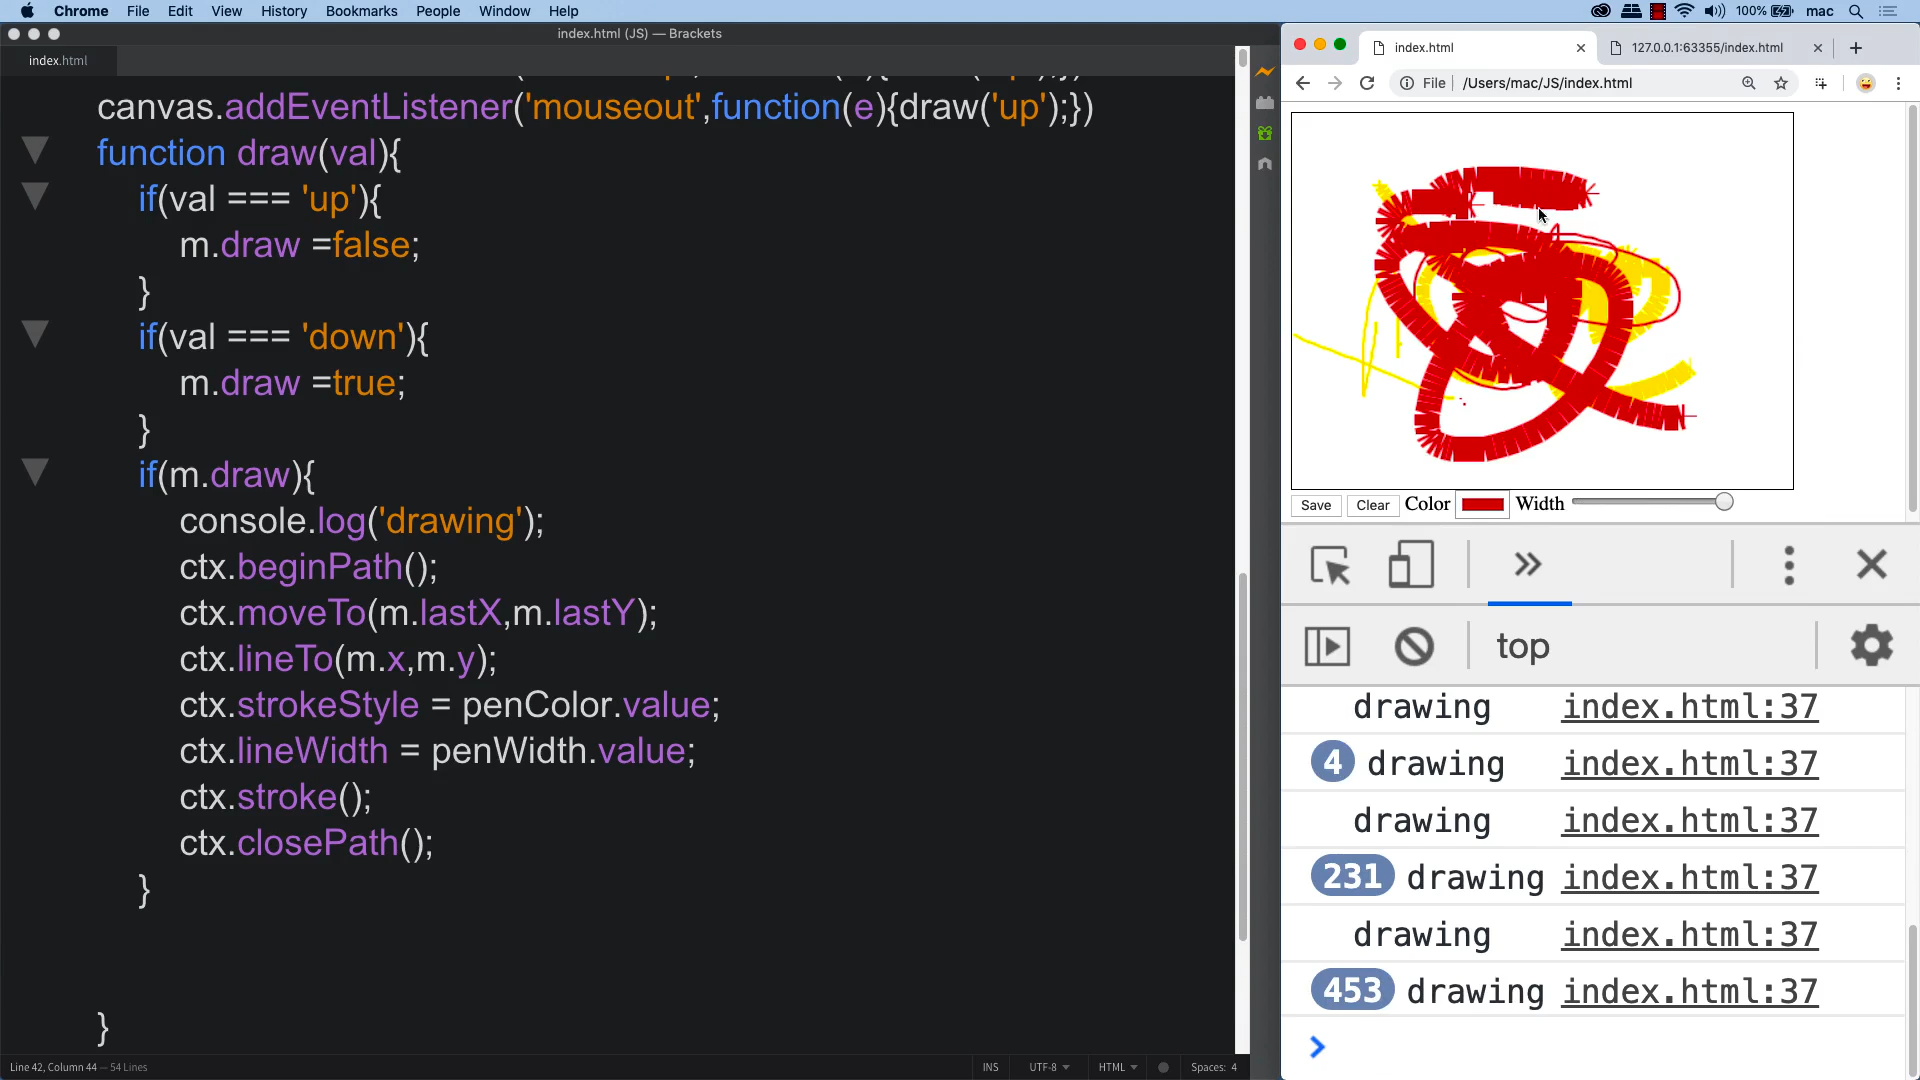 Chrome File Edit View History Bookmarks People Window Help 100% mac
index.html (JS) — Brackets
index.html
canvas.addEventListener('mouseout',function(e){draw('up');})
function draw(val){
if(val === 'up'){
m.draw =false;
}
if(val === 'down'){
m.draw =true;
}
if(m.draw){
console.log('drawing');
ctx.beginPath();
ctx.moveTo(m.lastX,m.lastY);
ctx.lineTo(m.x,m.y);
ctx.strokeStyle = penColor.value;
ctx.lineWidth = penWidth.value;
ctx.stroke();
ctx.closePath();
}
}
Line 42, Column 44 — 54 Lines
INS UTF-8 HTML Spaces: 4
index.html 127.0.0.1:63355/index.html
File /Users/mac/JS/index.html
Save Clear Color Width
top
drawing index.html:37
4 drawing index.html:37
drawing index.html:37
231 drawing index.html:37
drawing index.html:37
453 drawing index.html:37